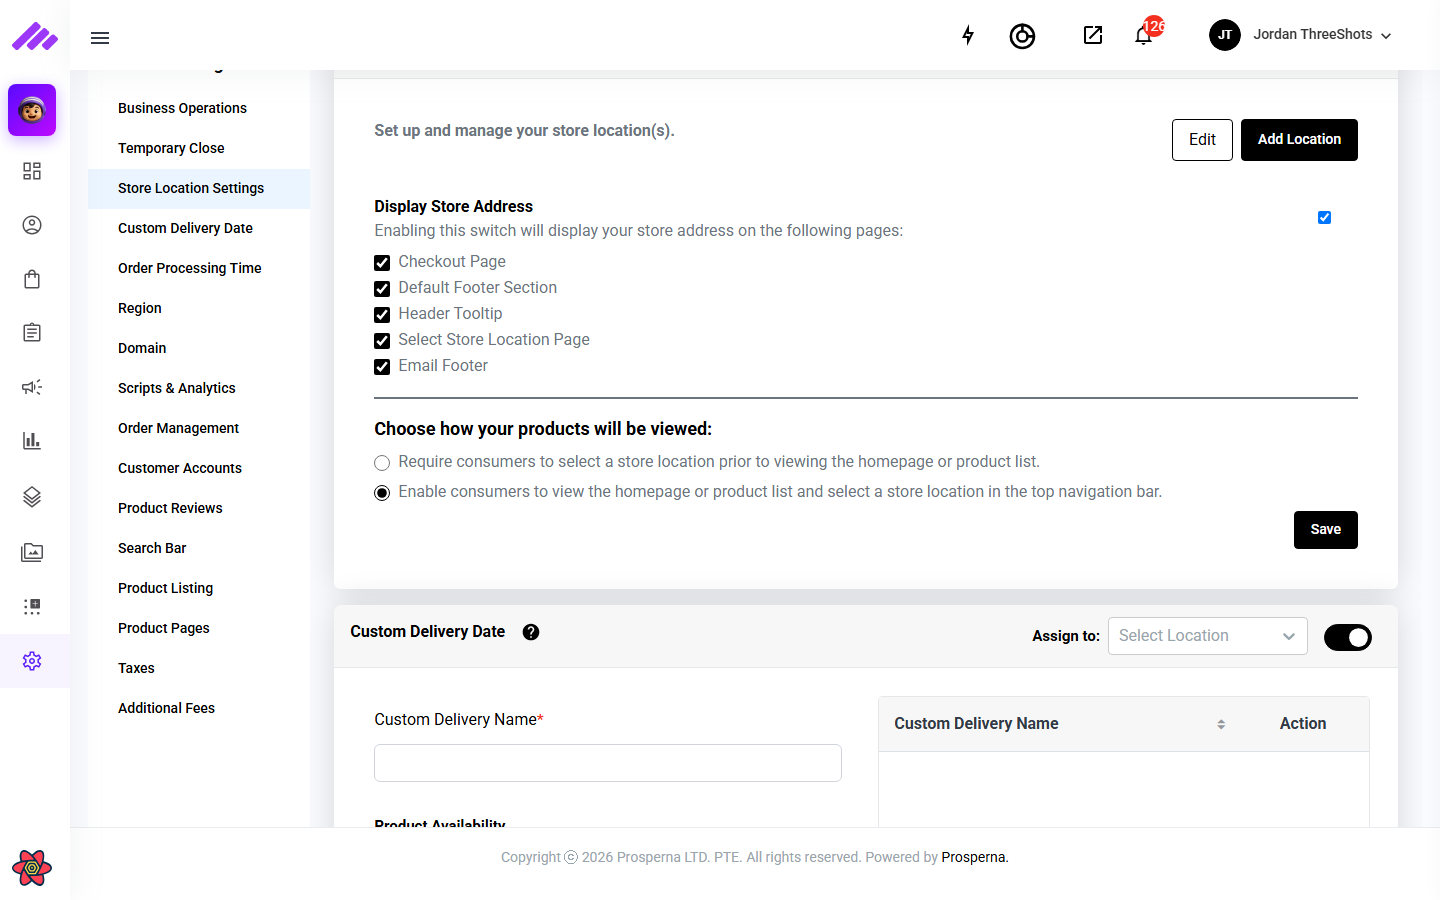 126
JT
Jordan ThreeShots
Business Operations
Temporary Close
Store Location Settings
Custom Delivery Date
Order Processing Time
Region
Domain
Scripts & Analytics
Order Management
Customer Accounts
Product Reviews
Search Bar
Product Listing
Product Pages
Taxes
Additional Fees
Set up and manage your store location(s).
Edit
Add Location
Display Store Address
Enabling this switch will display your store address on the following pages:
Checkout Page
Default Footer Section
Header Tooltip
Select Store Location Page
Email Footer
Choose how your products will be viewed:
Require consumers to select a store location prior to viewing the homepage or product list.
Enable consumers to view the homepage or product list and select a store location in the top navigation bar.
Save
Custom Delivery Date
Assign to:
Select Location
Custom Delivery Name*
Custom Delivery Name
Action
Product Availability
Copyright © 2026 Prosperna LTD. PTE. All rights reserved. Powered by Prosperna.